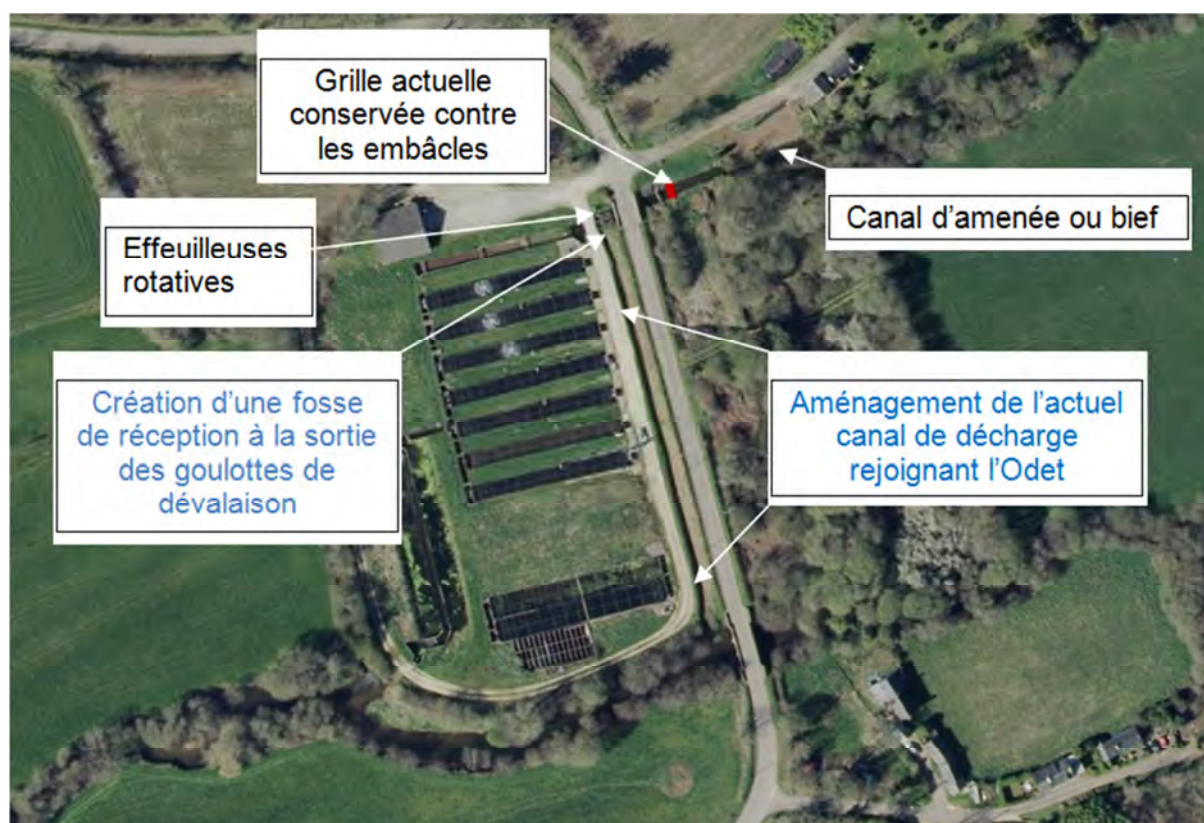 Grille actuelle
conservée contre
les embâcles
Canal d'amenée ou bief
Effeuilleuses
rotatives
Création d'une fosse
de réception à la sortie
des goulottes de
dévalaison
Aménagement de l'actuel
canal de décharge
rejoignant l'Odet